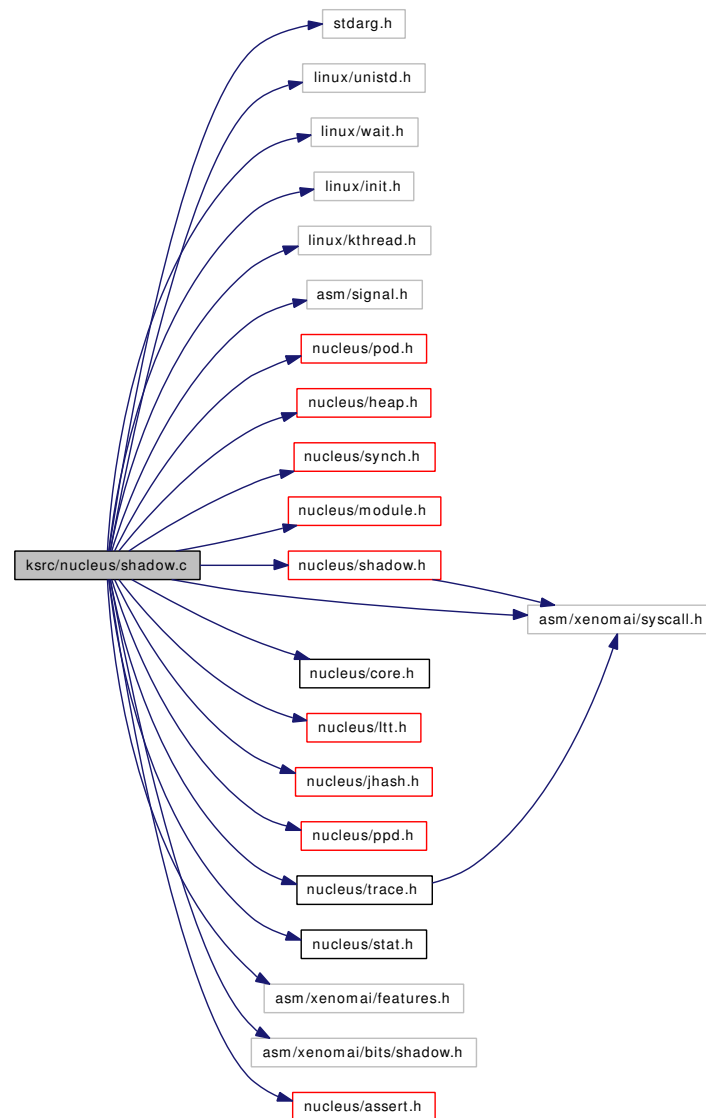 stdarg.h
linux/unistd.h
linux/wait.h
linux/init.h
linux/kthread.h
asm/signal.h
nucleus/pod.h
nucleus/heap.h
nucleus/synch.h
nucleus/module.h
ksrc/nucleus/shadow.c
nucleus/shadow.h
asm/xenomai/syscall.h
nucleus/core.h
nucleus/ltt.h
nucleus/jhash.h
nucleus/ppd.h
nucleus/trace.h
nucleus/stat.h
asm/xenomai/features.h
asm/xenomai/bits/shadow.h
nucleus/assert.h